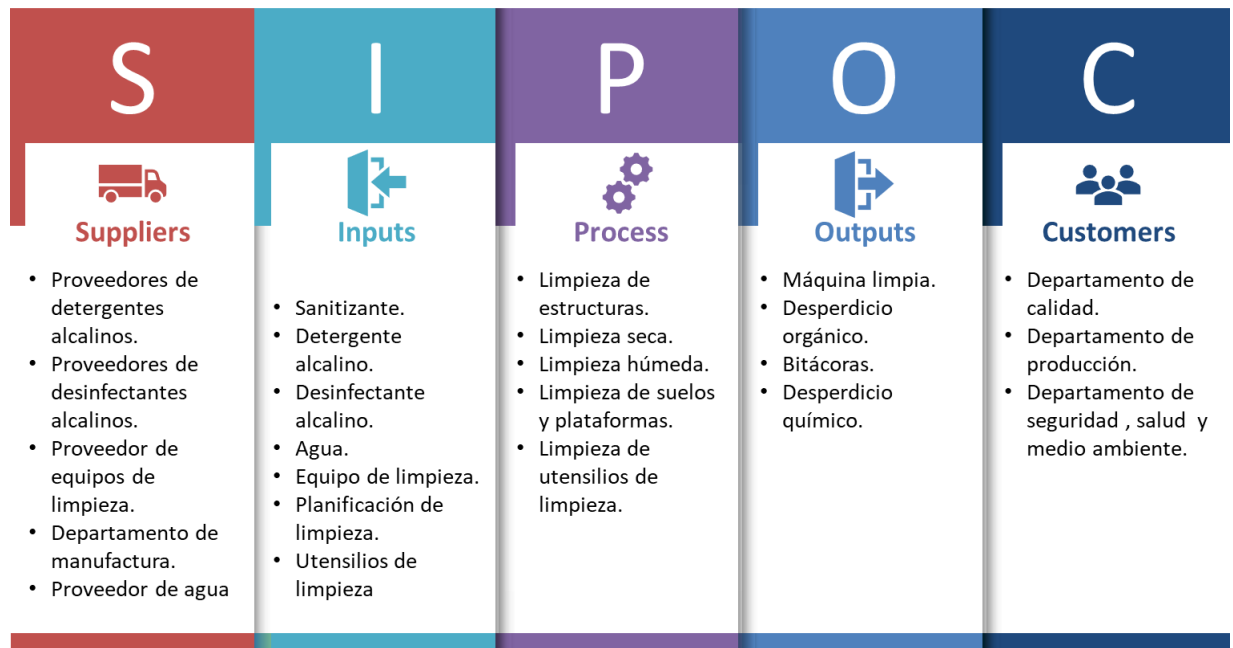 S
I
P
O
C
Suppliers
• Proveedores de
detergentes
alcalinos.
• Proveedores de
desinfectantes
alcalinos.
• Proveedor de
equipos de
limpieza.
• Departamento de
manufactura.
• Proveedor de agua
Inputs
• Sanitizante.
• Detergente
alcalino.
• Desinfectante
alcalino.
• Agua.
• Equipo de limpieza.
• Planificación de
limpieza.
• Utensilios de
limpieza
Process
• Limpieza de
estructuras.
• Limpieza seca.
• Limpieza húmeda.
• Limpieza de suelos
y plataformas.
• Limpieza de
utensilios de
limpieza.
Outputs
• Máquina limpia.
• Desperdicio
orgánico.
• Bitácoras.
• Desperdicio
químico.
Customers
• Departamento de
calidad.
• Departamento de
producción.
• Departamento de
seguridad , salud y
medio ambiente.